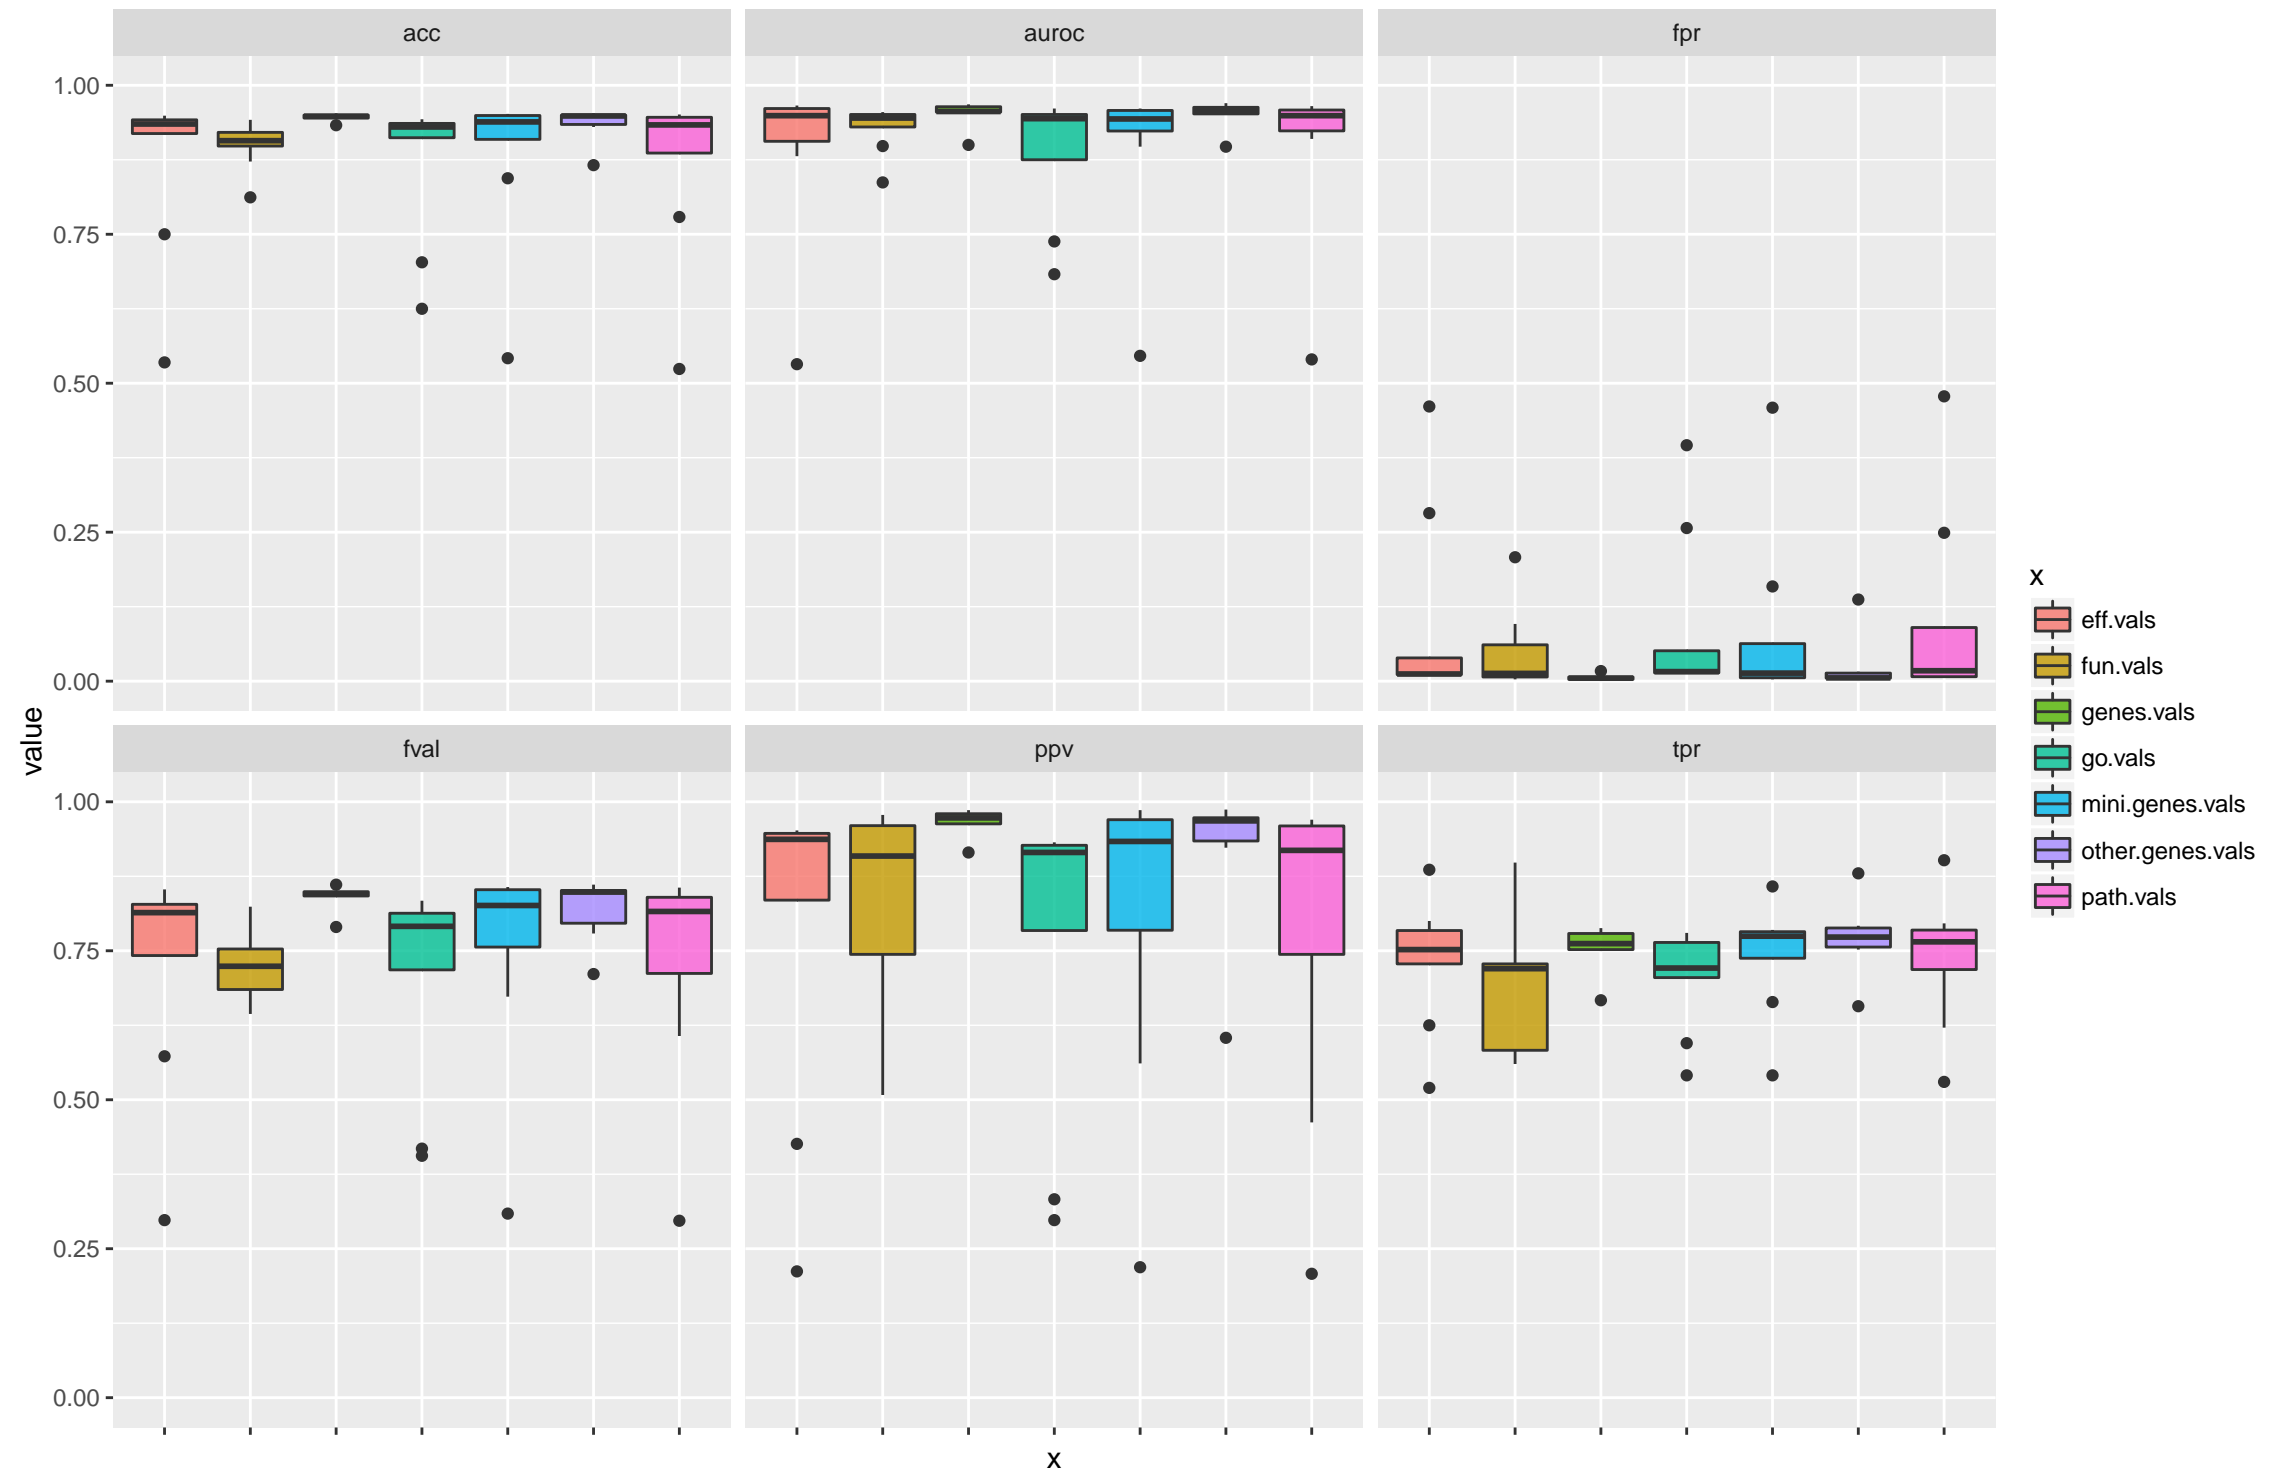 acc
auroc
fpr
1.00
0.75
0.50
0.25
0.00
fval
ppv
tpr
1.00
0.75
0.50
0.25
0.00
value
x
x
eff.vals
fun.vals
genes.vals
go.vals
mini.genes.vals
other.genes.vals
path.vals